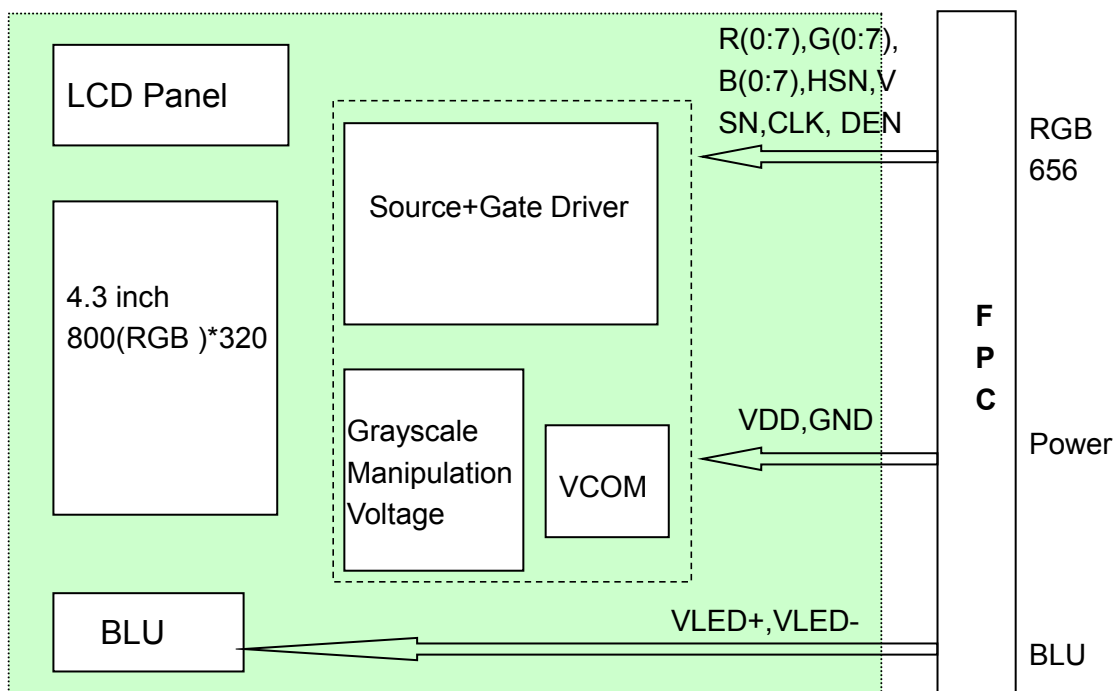 R(0:7),G(0:7),
B(0:7),HSN,V
SN,CLK, DEN
LCD Panel
RGB
656
Source+Gate Driver
4.3 inch
800(RGB )*320
F
P
C
Grayscale
Manipulation
Voltage
VCOM
VDD,GND
Power
BLU
VLED+,VLED-
BLU